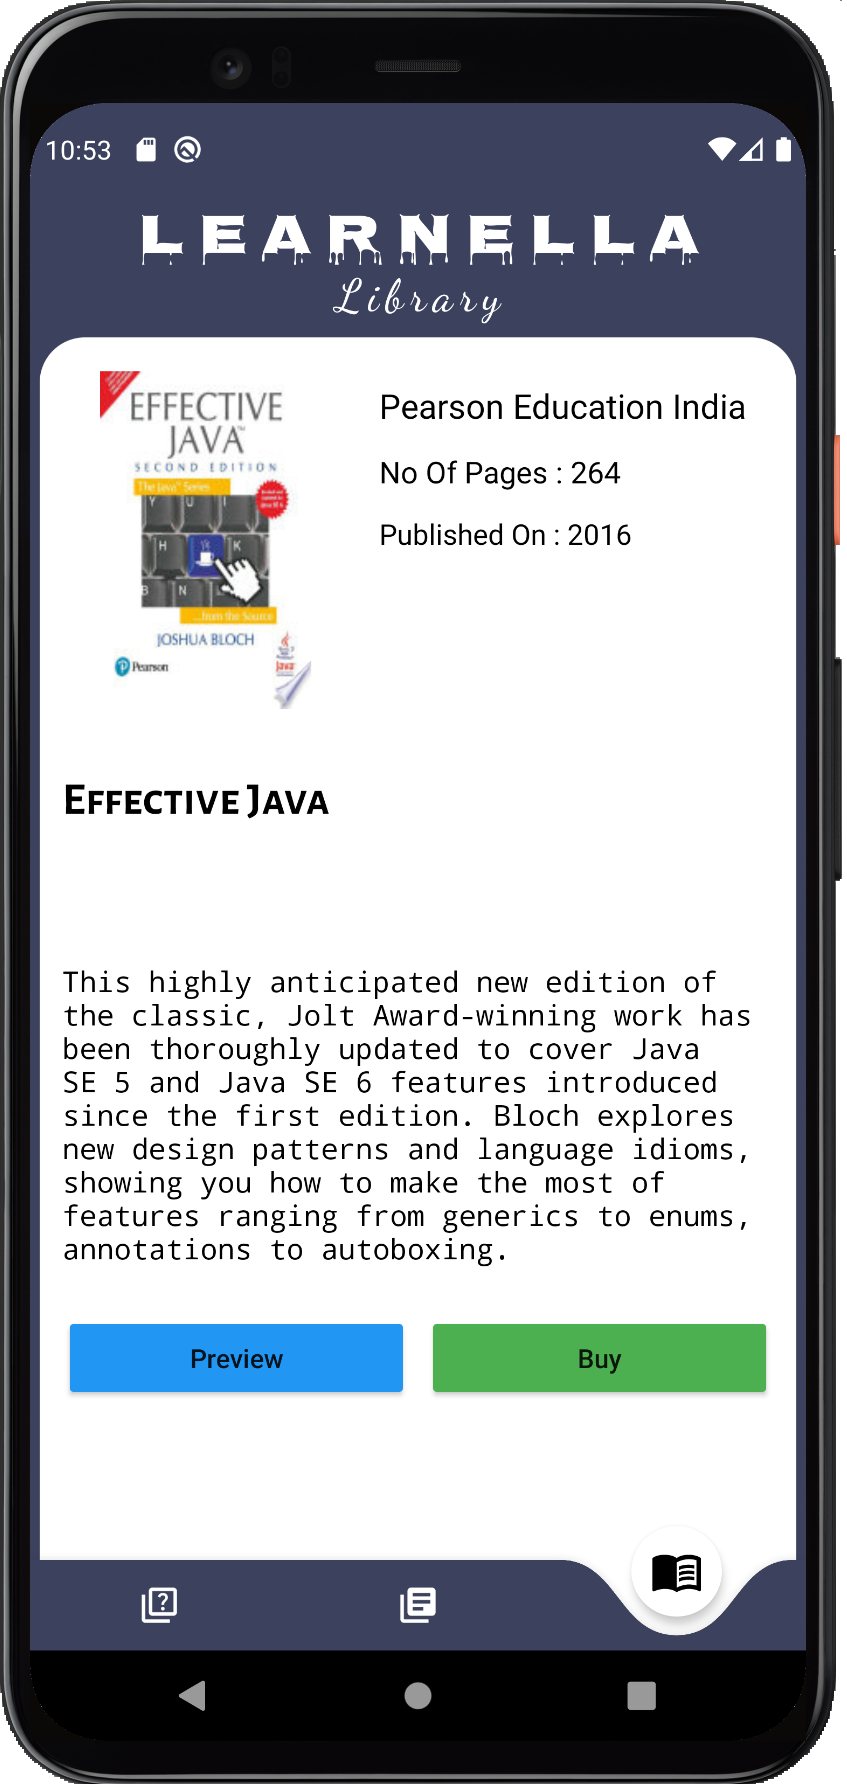 10:53
LEARNELLA
Library
EFFECTIVE
JAVA™
SECOND EDITION
The Java™ Series
Y U I
H K
B N
...from the Source
JOSHUA BLOCH
Pearson
Java
Pearson Education India
No Of Pages : 264
Published On : 2016
Effective Java
This highly anticipated new edition of
the classic, Jolt Award-winning work has
been thoroughly updated to cover Java
SE 5 and Java SE 6 features introduced
since the first edition. Bloch explores
new design patterns and language idioms,
showing you how to make the most of
features ranging from generics to enums,
annotations to autoboxing.
Preview
Buy